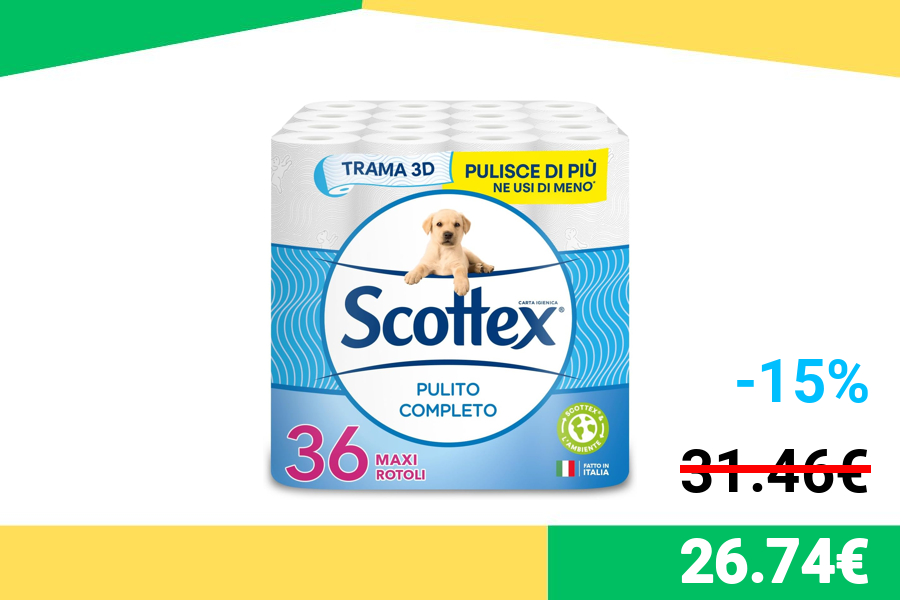 TRAMA 3D
PULISCE DI PIÙ
NE USI DI MENO*
CARTA IGIENICA
Scottex®
PULITO
COMPLETO
SCOTTEX®
& L'AMBIENTE
36 MAXI
ROTOLI
FATTO IN
ITALIA
-15%
31.46€
26.74€